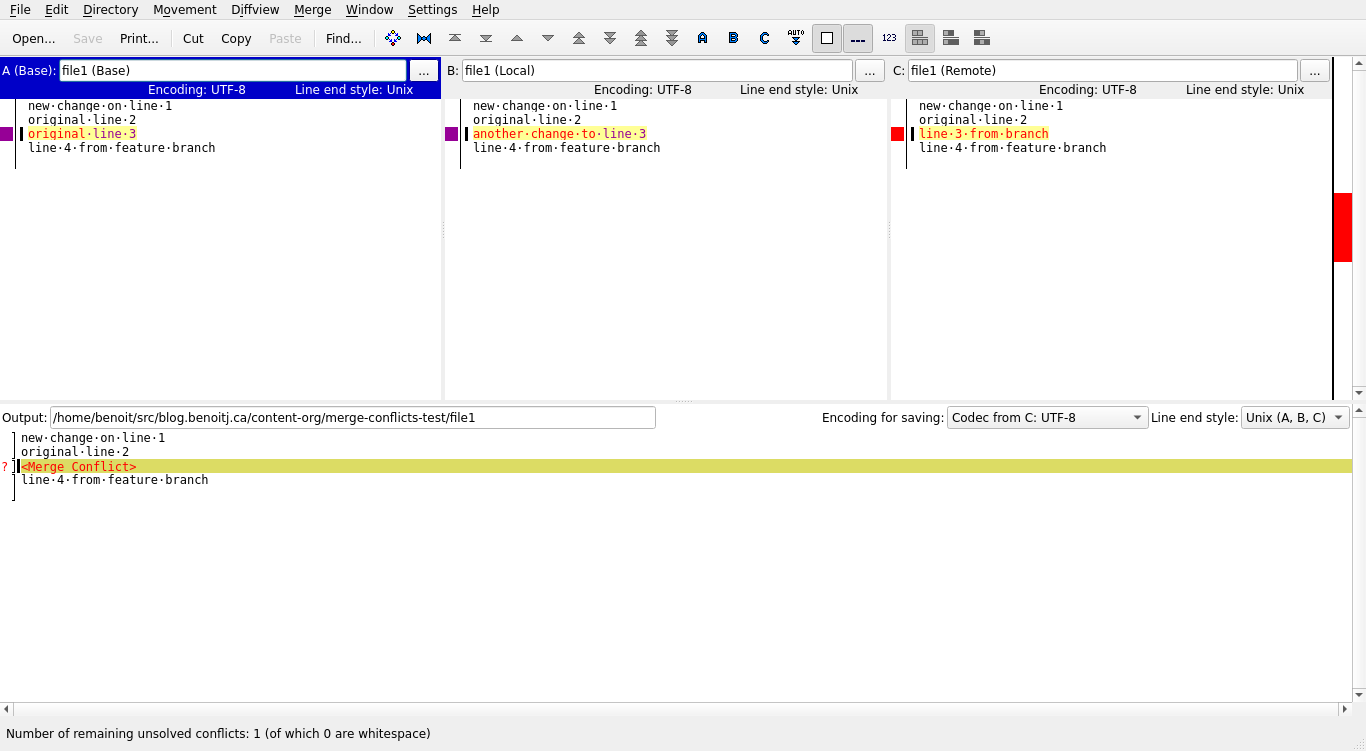 File Edit Directory Movement Diffview Merge Window Settings Help
Open... Save Print... Cut Copy Paste Find... A B C AUTO 123
A (Base): file1 (Base) ... B: file1 (Local) ... C: file1 (Remote) ...
Encoding: UTF-8 Line end style: Unix Encoding: UTF-8 Line end style: Unix Encoding: UTF-8 Line end style: Unix
new·change·on·line·1 new·change·on·line·1 new·change·on·line·1
original·line·2 original·line·2 original·line·2
original·line·3 another·change·to·line·3 line·3·from·branch
line·4·from·feature·branch line·4·from·feature·branch line·4·from·feature·branch
Output: /home/benoit/src/blog.benoitj.ca/content-org/merge-conflicts-test/file1 Encoding for saving: Codec from C: UTF-8 Line end style: Unix (A, B, C)
new·change·on·line·1
original·line·2
? <Merge Conflict>
line·4·from·feature·branch
Number of remaining unsolved conflicts: 1 (of which 0 are whitespace)